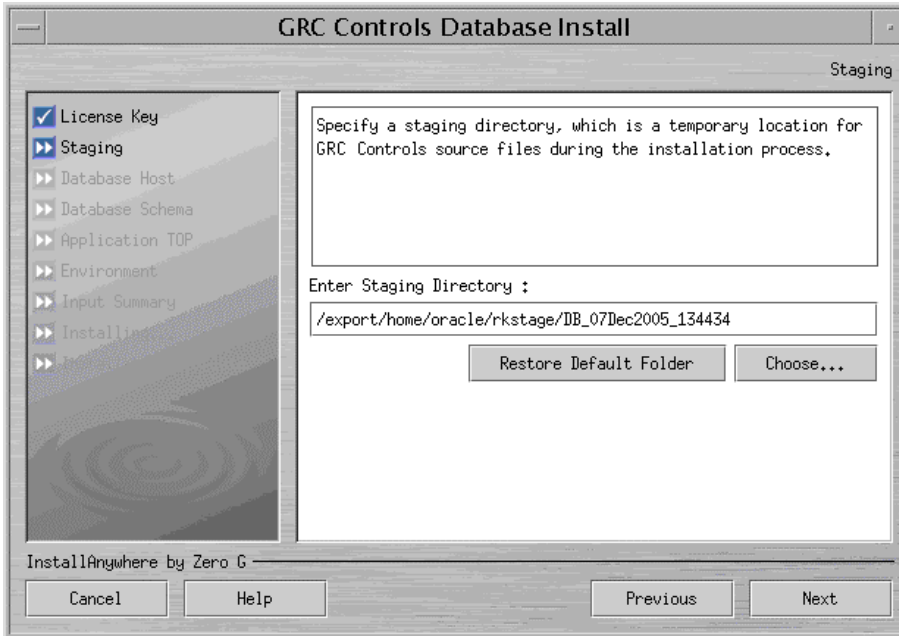 GRC Controls Database Install
Staging
License Key
Staging
Database Host
Database Schema
Application TOP
Environment
Input Summary
Installing
Specify a staging directory, which is a temporary location for
GRC Controls source files during the installation process.
Enter Staging Directory :
/export/home/oracle/rkstage/DB_07Dec2005_134434
Restore Default Folder
Choose...
InstallAnywhere by Zero G
Cancel
Help
Previous
Next